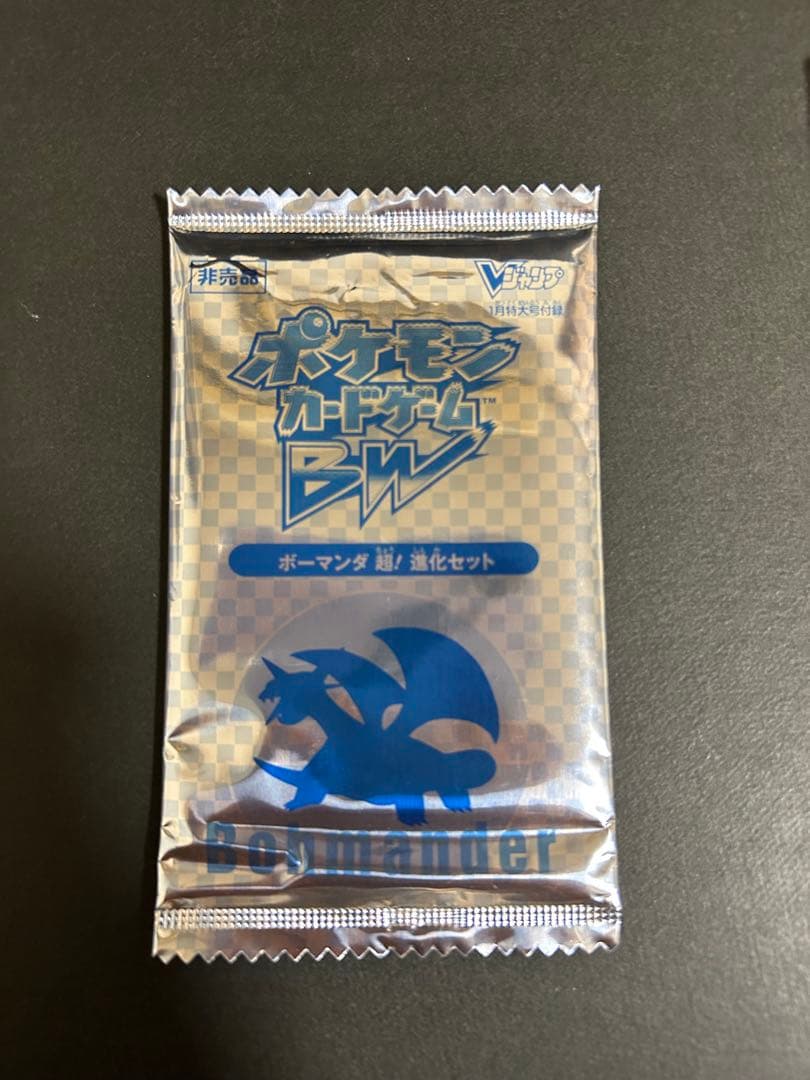 非売品
Vジャンプ
1月特大号付録
ポケモン
カードゲーム™
BW
ボーマンダ 超! 進化セット
Bohmander